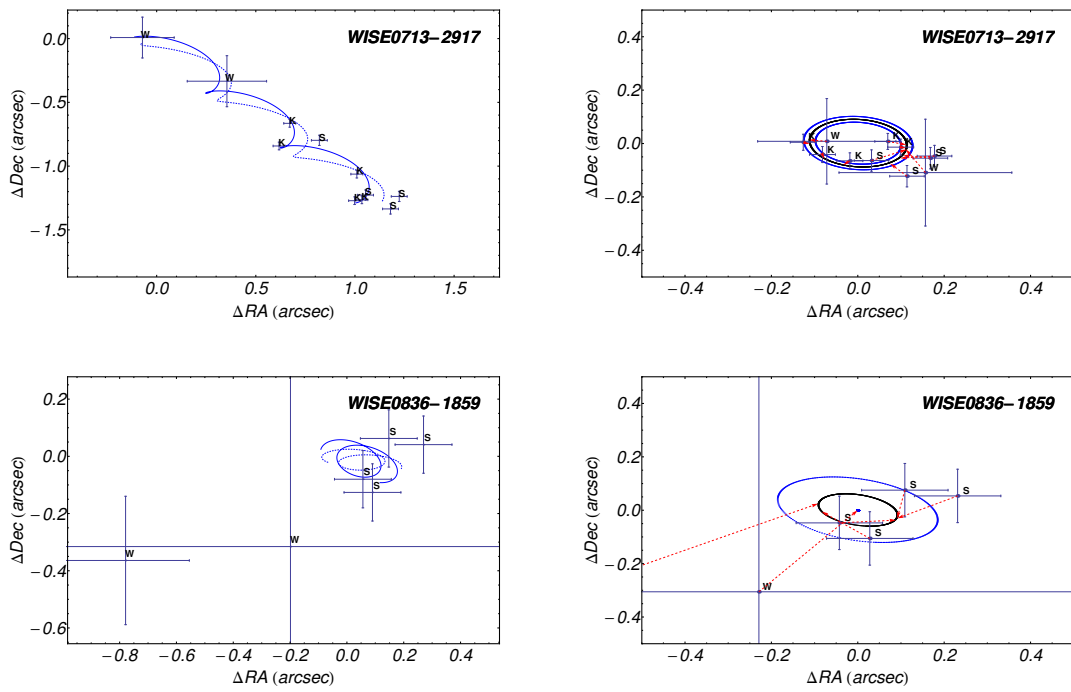 WISE0713−2917
0.0
−0.5
−1.0
−1.5
ΔDec (arcsec)
W
W
K
K
S
K
S
K
K
S
S
0.0
0.5
1.0
1.5
ΔRA (arcsec)
WISE0713−2917
0.4
0.2
0.0
−0.2
−0.4
ΔDec (arcsec)
K
W
K
K
K
S
S
S
S
W
−0.4
−0.2
0.0
0.2
0.4
ΔRA (arcsec)
WISE0836−1859
0.2
0.0
−0.2
−0.4
−0.6
ΔDec (arcsec)
S
S
S
S
W
W
−0.8
−0.6
−0.4
−0.2
0.0
0.2
0.4
ΔRA (arcsec)
WISE0836−1859
0.4
0.2
0.0
−0.2
−0.4
ΔDec (arcsec)
S
S
S
S
W
−0.4
−0.2
0.0
0.2
0.4
ΔRA (arcsec)